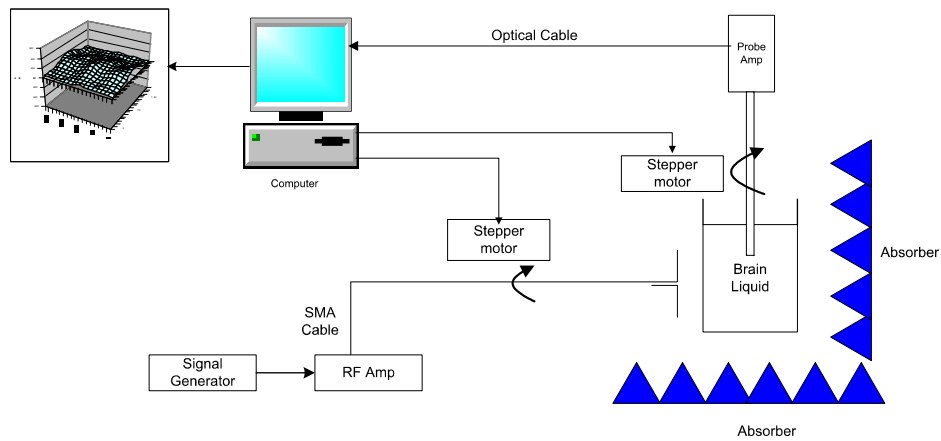 Optical Cable
Probe
Amp
Computer
Stepper
motor
Stepper
motor
Brain
Liquid
Absorber
SMA
Cable
Signal
Generator
RF Amp
Absorber